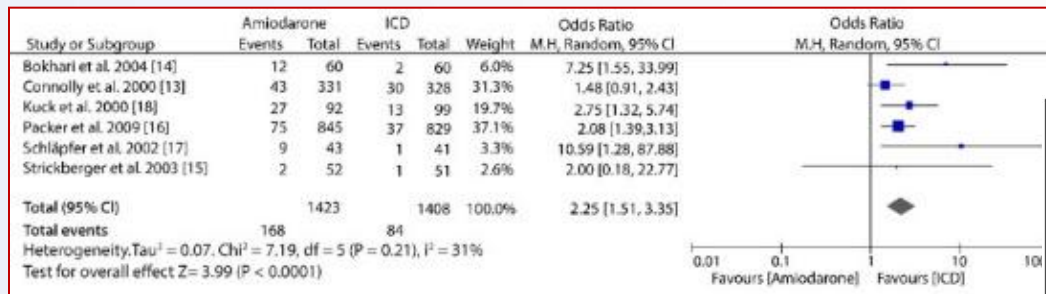 Amiodarone ICD Odds Ratio Odds Ratio
Study or Subgroup Events Total Events Total Weight M.H, Random, 95% CI M.H, Random, 95% CI
Bokhari et al. 2004 [14] 12 60 2 60 6.0% 7.25 [1.55, 33.99]
Connolly et al. 2000 [13] 43 331 30 328 31.3% 1.48 [0.91, 2.43]
Kuck et al. 2000 [18] 27 92 13 99 19.7% 2.75 [1.32, 5.74]
Packer et al. 2009 [16] 75 845 37 829 37.1% 2.08 [1.39,3.13]
Schläpfer et al. 2002 [17] 9 43 1 41 3.3% 10.59 [1.28, 87.88]
Strickberger et al. 2003 [15] 2 52 1 51 2.6% 2.00 [0.18, 22.77]
Total (95% CI) 1423 1408 100.0% 2.25 [1.51, 3.35]
Total events 168 84
Heterogeneity.Tau² = 0.07. Chi² = 7.19, df = 5 (P = 0.21), I² = 31%
Test for overall effect Z= 3.99 (P < 0.0001)
0.01 0.1 1 10
Favours [Amiodarone] Favours [ICD]